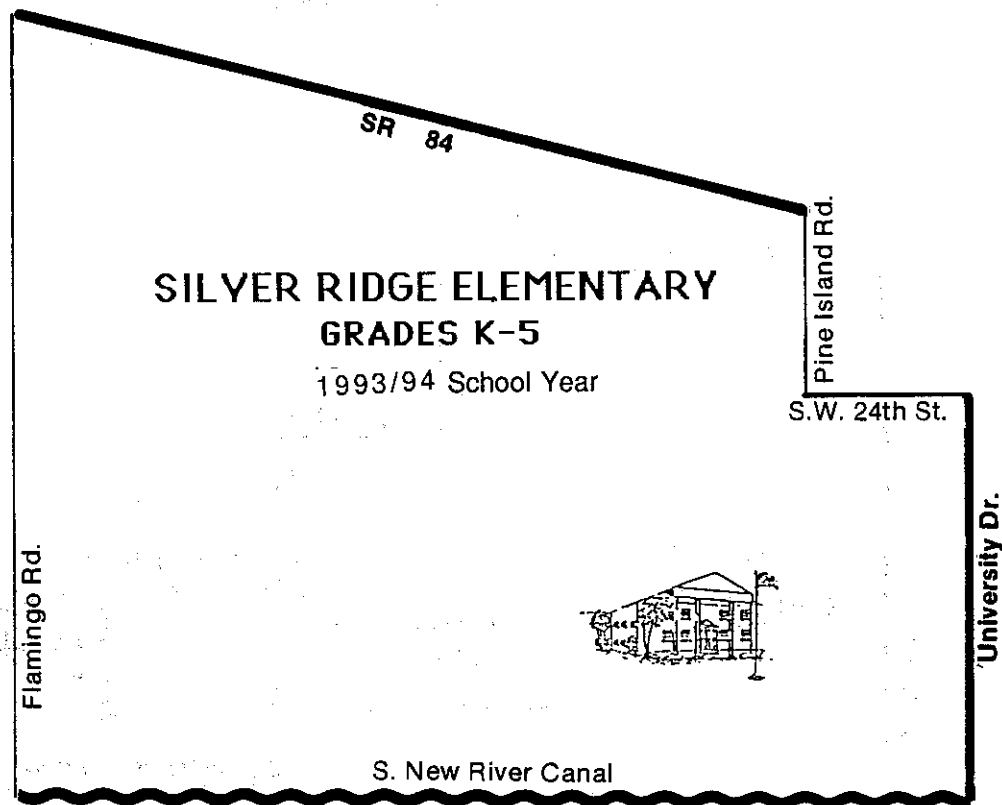 SR 84
Pine Island Rd.
SILVER RIDGE ELEMENTARY
GRADES K-5
1993/94 School Year
S.W. 24th St.
Flamingo Rd.
University Dr.
S. New River Canal